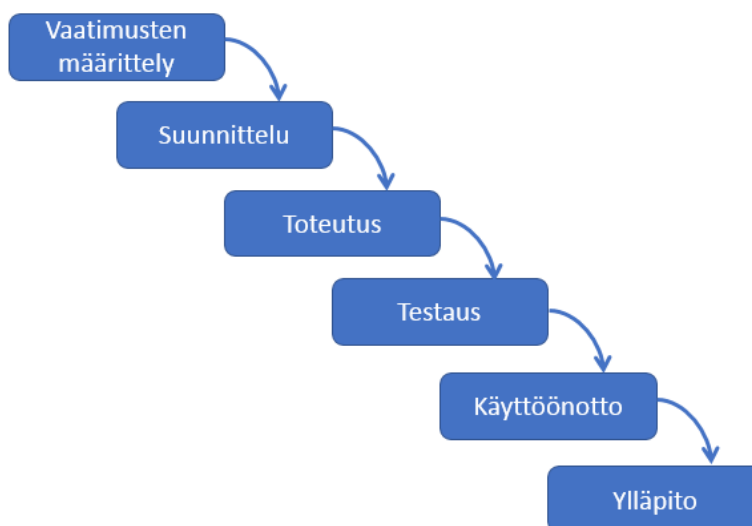 Vaatimusten
määrittely
Suunnittelu
Toteutus
Testaus
Käyttöönotto
Ylläpito